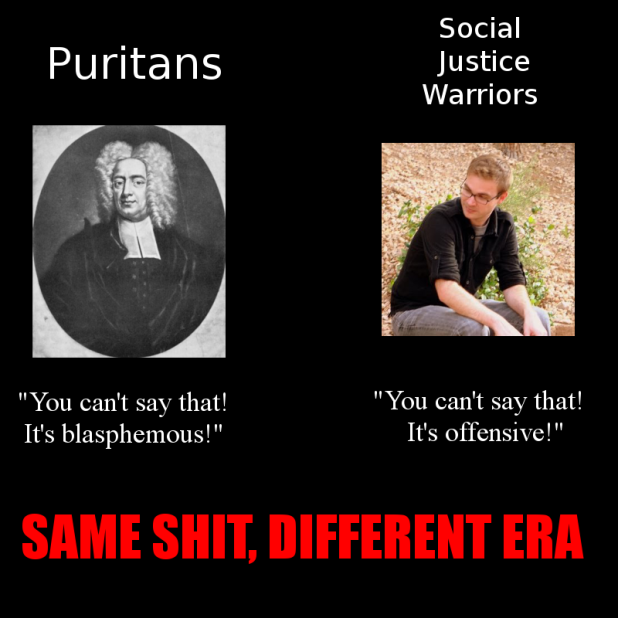 Puritans
Social
Justice
Warriors
"You can't say that!
It's blasphemous!"
"You can't say that!
It's offensive!"
SAME SHIT, DIFFERENT ERA